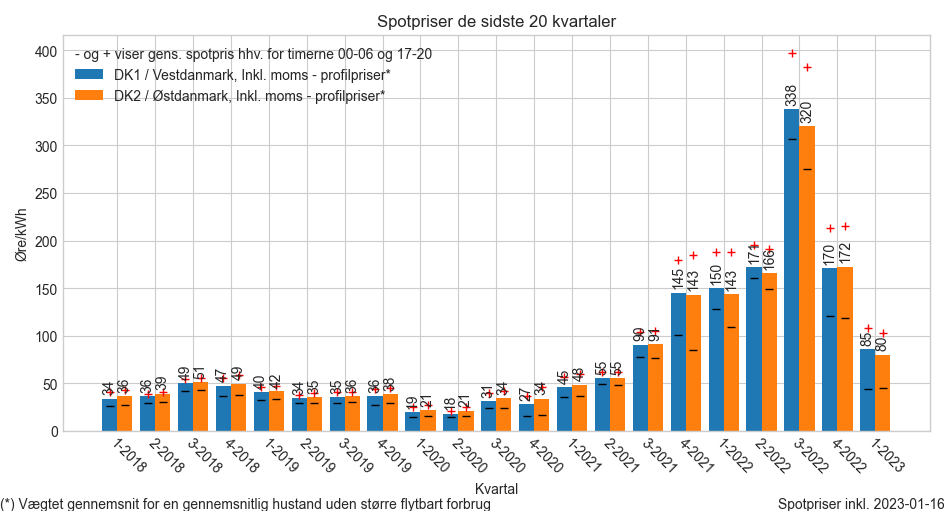 Spotpriser de sidste 20 kvartaler
- og + viser gens. spotpris hhv. for timerne 00-06 og 17-20
DK1 / Vestdanmark, Inkl. moms - profilpriser*
DK2 / Østdanmark, Inkl. moms - profilpriser*
Øre/kWh
400
350
300
250
200
150
100
50
0
34 36 36 39 49 51 47 49 40 42 34 35 35 36 36 38 19 21 18 21 31 34 27 34 45 48 55 55 90 91 145 143 150 143 171 166 338 320 170 172 85 80
1-2018 2-2018 3-2018 4-2018 1-2019 2-2019 3-2019 4-2019 1-2020 2-2020 3-2020 4-2020 1-2021 2-2021 3-2021 4-2021 1-2022 2-2022 3-2022 4-2022 1-2023
Kvartal
(*) Vægtet gennemsnit for en gennemsnitlig hustand uden større flytbart forbrug
Spotpriser inkl. 2023-01-16